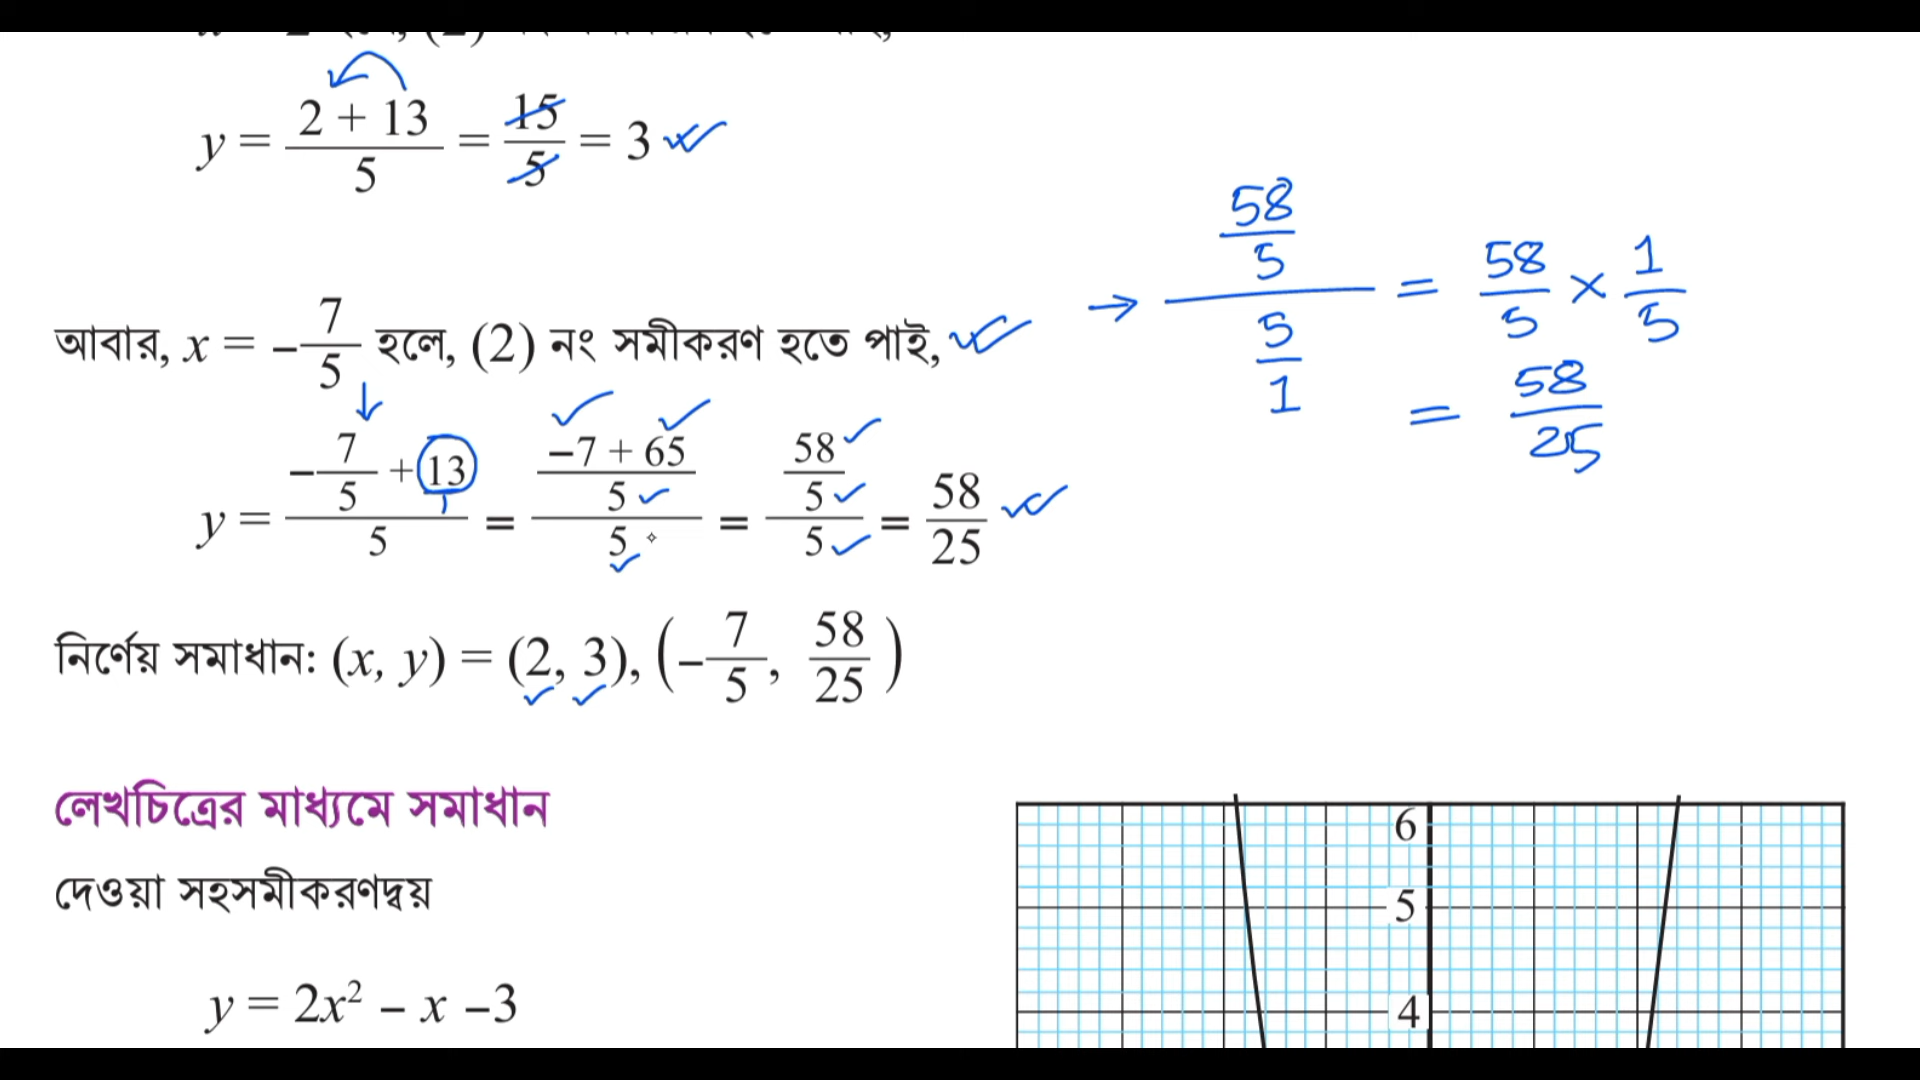 y = (2 + 13)/5 = 15/5 = 3
আবার, x = –7/5 হলে, (2) নং সমীকরণ হতে পাই,
y = (–7/5 + 13)/5 = ((–7 + 65)/5)/5 = (58/5)/5 = 58/25
→ (58/5)/(5/1) = 58/5 × 1/5
= 58/25
নির্ণেয় সমাধান: (x, y) = (2, 3), (–7/5, 58/25)
লেখচিত্রের মাধ্যমে সমাধান
দেওয়া সহসমীকরণদ্বয়
y = 2x² – x –3
6
5
4